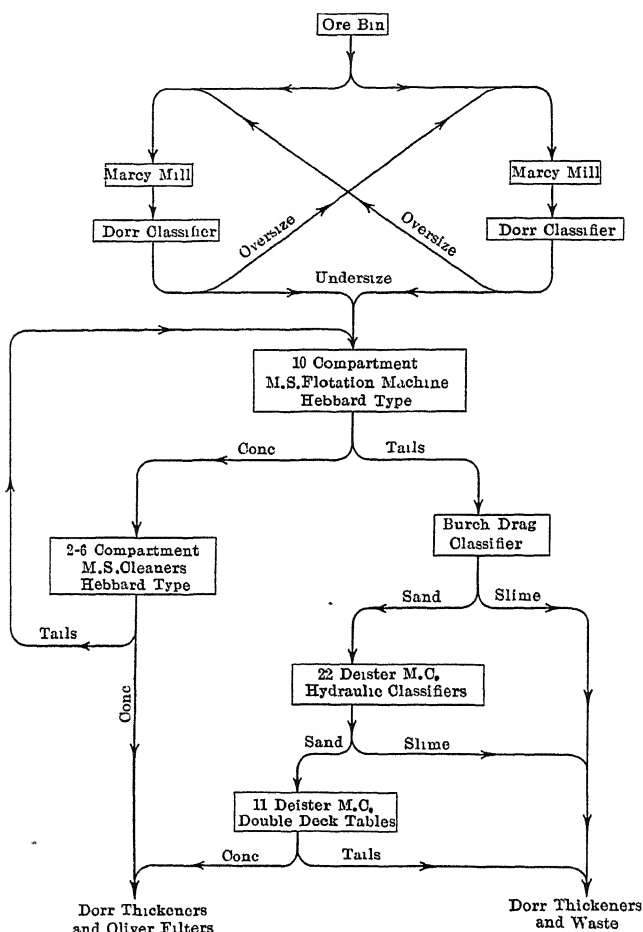 Ore Bin
Marcy Mill
Marcy Mill
Dorr Classifier
Dorr Classifier
Oversize
Oversize
Undersize
10 Compartment
M.S.Flotation Machine
Hebbard Type
Conc
Tails
2-6 Compartment
M.S.Cleaners
Hebbard Type
Burch Drag
Classifier
Tails
Sand
Slime
22 Deister M.C.
Hydraulic Classifiers
Conc
Sand
Slime
11 Deister M.C.
Double Deck Tables
Conc
Tails
Dorr Thickeners
and Oliver Filters
Dorr Thickeners
and Waste